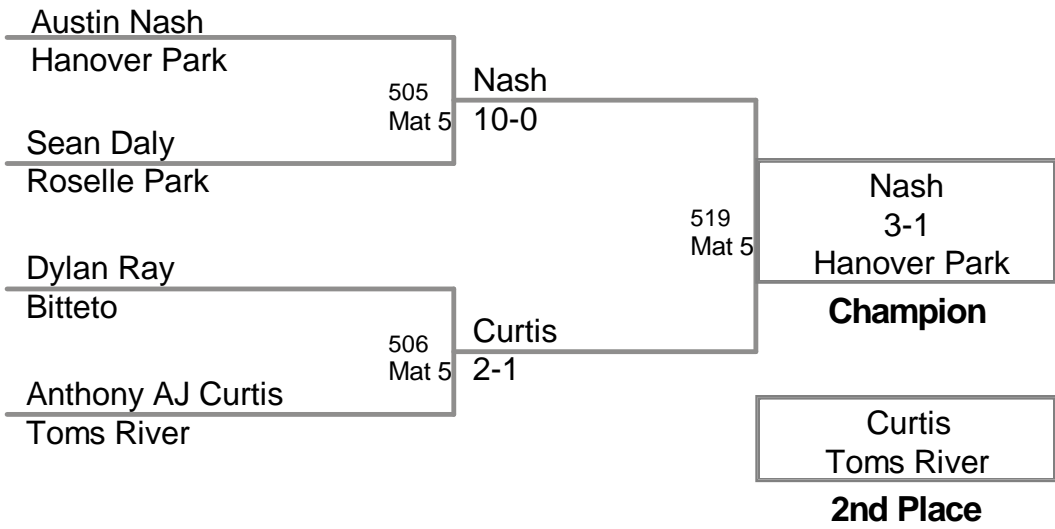 Austin Nash
Hanover Park
505
Mat 5
Nash
10-0
Sean Daly
Roselle Park
519
Mat 5
Nash
3-1
Hanover Park
Champion
Dylan Ray
Bitteto
506
Mat 5
Curtis
2-1
Anthony AJ Curtis
Toms River
Curtis
Toms River
2nd Place